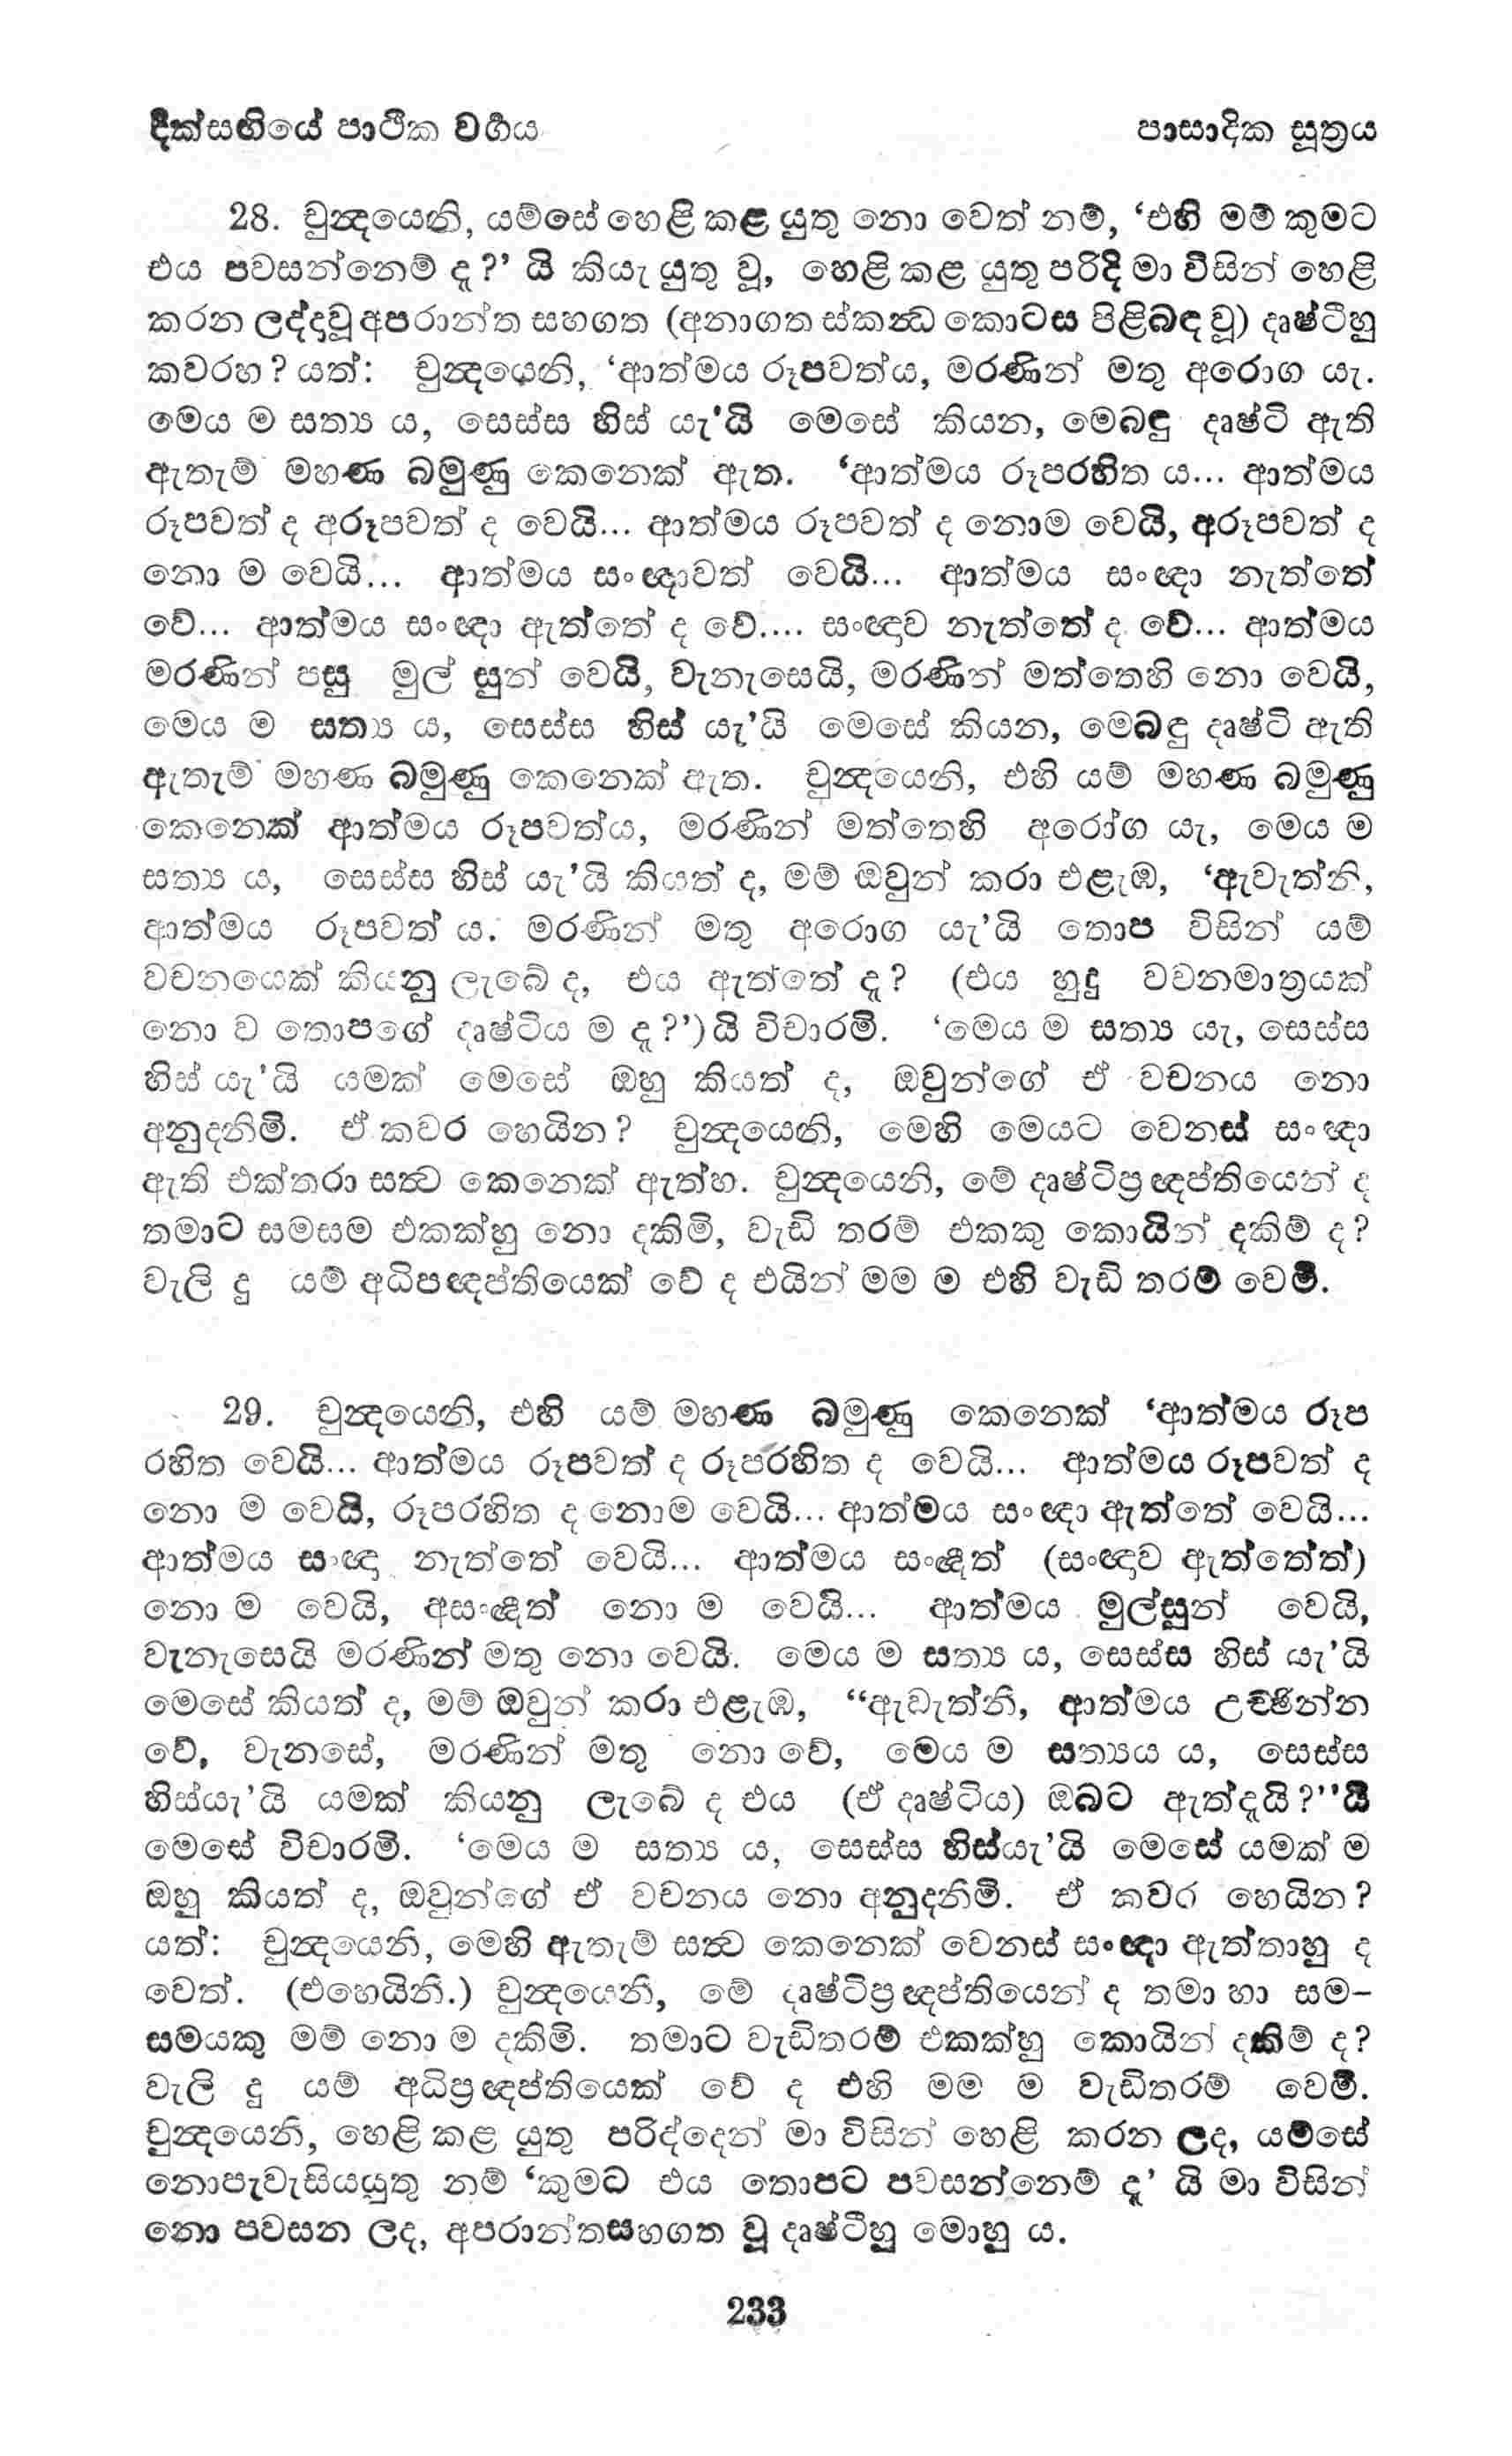 දික්සඟියේ පාථික වර්‍ගය
පාසාදික සූත්‍රය
28. චුන්‍දයෙනි, යම්සේ හෙළි කළ යුතු නො වෙත් නම්, ‘එහි මම් කුමට
එය පවසන්නෙම් ද?’ යි කියැ යුතු වූ, හෙළි කළ යුතු පරිදි මා විසින් හෙළි
කරන ලද්දාවූ අපරාන්ත සහගත (අනාගත ස්කන්‍ධ කොටස පිළිබඳ වූ) දෘෂ්ටිහු
කවරහ? යත්: චුන්‍දයෙනි, ‘ආත්මය රූපවත්ය, මරණින් මතු අරොග යැ.
මෙය ම සත්‍ය ය, සෙස්ස හිස් යැ’යි මෙසේ කියන, මෙබඳු දෘෂ්ටි ඇති
ඇතැම් මහණ බමුණු කෙනෙක් ඇත. ‘ආත්මය රූපරහිත ය... ආත්මය
රූපවත් ද අරූපවත් ද වෙයි... ආත්මය රූපවත් ද නොම වෙයි, අරූපවත් ද
නො ම වෙයි... ආත්මය සංඥාවත් වෙයි... ආත්මය සංඥා නැත්තේ
වේ... ආත්මය සංඥා ඇත්තේ ද වේ.... සංඥාව නැත්තේ ද වේ... ආත්මය
මරණින් පසු මුල් සුන් වෙයි, වැනැසෙයි, මරණින් මත්තෙහි නො වෙයි,
මෙය ම සත්‍ය ය, සෙස්ස හිස් යැ’යි මෙසේ කියන, මෙබඳු දෘෂ්ටි ඇති
ඇතැම් මහණ බමුණු කෙනෙක් ඇත. චුන්‍දයෙනි, එහි යම් මහණ බමුණු
කෙනෙක් ආත්මය රූපවත්ය, මරණින් මත්තෙහි අරෝග යැ, මෙය ම
සත්‍ය ය, සෙස්ස හිස් යැ’යි කියත් ද, මම් ඔවුන් කරා එළැඹ, ‘ඇවැත්නි,
ආත්මය රූපවත් ය. මරණින් මතු අරොග යැ’යි තොප විසින් යම්
වචනයෙක් කියනු ලැබේ ද, එය ඇත්තේ ද? (එය හුදු වචනමාත්‍රයක්
නො ව තොපගේ දෘෂ්ටිය ම ද?’)යි විචාරමි. ‘මෙය ම සත්‍ය යැ, සෙස්ස
හිස් යැ’යි යමක් මෙසේ ඔහු කියත් ද, ඔවුන්ගේ ඒ වචනය නො
අනුදනිමි. ඒ කවර හෙයින? චුන්‍දයෙනි, මෙහි මෙයට වෙනස් සංඥා
ඇති එක්තරා සත්‍ව කෙනෙක් ඇත්හ. චුන්‍දයෙනි, මේ දෘෂ්ටිප්‍රඥප්තියෙන් ද
තමාට සමසම එකක්හු නො දකිමි, වැඩි තරම් එකකු කොයින් දකිම් ද?
වැලි දු යම් අධිපඥප්තියෙක් වේ ද එයින් මම ම එහි වැඩි තරම් වෙමි.
29. චුන්‍දයෙනි, එහි යම් මහණ බමුණු කෙනෙක් ‘ආත්මය රූප
රහිත වෙයි... ආත්මය රූපවත් ද රූපරහිත ද වෙයි... ආත්මය රූපවත් ද
නො ම වෙයි, රූපරහිත ද නොම වෙයි... ආත්මය සංඥා ඇත්තේ වෙයි...
ආත්මය සංඥා නැත්තේ වෙයි... ආත්මය සංඥීත් (සංඥාව ඇත්තේත්)
නො ම වෙයි, අසංඥීත් නො ම වෙයි... ආත්මය මුල්සුන් වෙයි,
වැනැසෙයි මරණින් මතු නො වෙයි. මෙය ම සත්‍ය ය, සෙස්ස හිස් යැ’යි
මෙසේ කියත් ද, මම් ඔවුන් කරා එළැඹ, “ඇවැත්නි, ආත්මය උච්ඡින්න
වේ, වැනසේ, මරණින් මතු නො වේ, මෙය ම සත්‍යය ය, සෙස්ස
හිස්යැ’යි යමක් කියනු ලැබේ ද එය (ඒ දෘෂ්ටිය) ඔබට ඇත්දැයි?”යි
මෙසේ විචාරමි. ‘මෙය ම සත්‍ය ය, සෙස්ස හිස්යැ’යි මෙසේ යමක් ම
ඔහු කියත් ද, ඔවුන්ගේ ඒ වචනය නො අනුදනිමි. ඒ කවර හෙයින?
යත්: චුන්‍දයෙනි, මෙහි ඇතැම් සත්‍ව කෙනෙක් වෙනස් සංඥා ඇත්තාහු ද
වෙත්. (එහෙයිනි.) චුන්‍දයෙනි, මේ දෘෂ්ටිප්‍රඥප්තියෙන් ද තමා හා සම-
සමයකු මම් නො ම දකිමි. තමාට වැඩිතරම් එකක්හු කොයින් දකිම් ද?
වැලි දු යම් අධිප්‍රඥප්තියෙක් වේ ද එහි මම ම වැඩිතරම් වෙමි.
චුන්‍දයෙනි, හෙළි කළ යුතු පරිද්දෙන් මා විසින් හෙළි කරන ලද, යම්සේ
නොපැවැසියයුතු නම් ‘කුමට එය තොපට පවසන්නෙම් ද’ යි මා විසින්
නො පවසන ලද, අපරාන්තසහගත වූ දෘෂ්ටිහු මොහු ය.
233